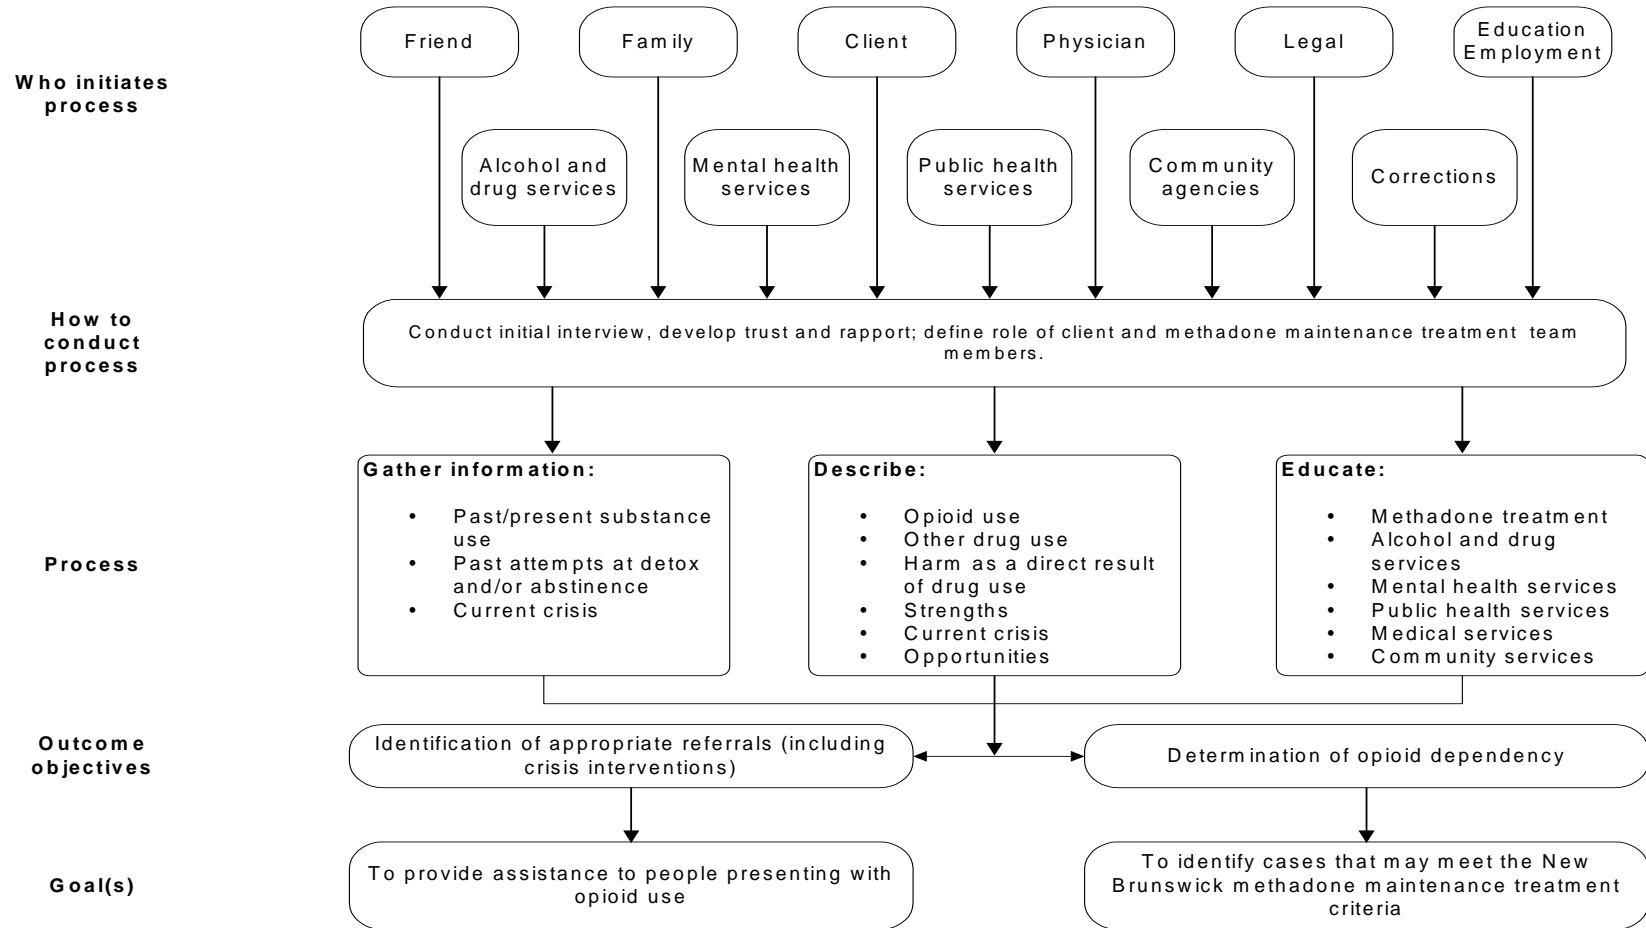 Who initiates
process
Friend
Family
Client
Physician
Legal
Education
Employment
Alcohol and
drug services
Mental health
services
Public health
services
Community
agencies
Corrections
How to
conduct
process
Conduct initial interview, develop trust and rapport; define role of client and methadone maintenance treatment team
members.
Process
Gather information:
• Past/present substance
use
• Past attempts at detox
and/or abstinence
• Current crisis
Describe:
• Opioid use
• Other drug use
• Harm as a direct result
of drug use
• Strengths
• Current crisis
• Opportunities
Educate:
• Methadone treatment
• Alcohol and drug
services
• Mental health services
• Public health services
• Medical services
• Community services
Outcome
objectives
Identification of appropriate referrals (including
crisis interventions)
Determination of opioid dependency
Goal(s)
To provide assistance to people presenting with
opioid use
To identify cases that may meet the New
Brunswick methadone maintenance treatment
criteria